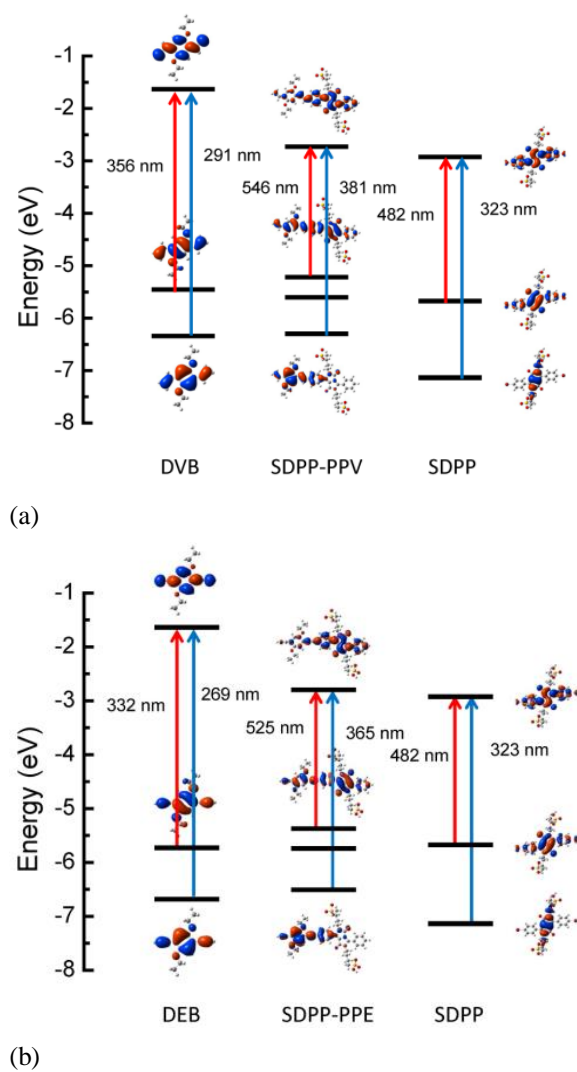 -1
-2
-3
-4
-5
-6
-7
-8
Energy (eV)
356 nm
291 nm
546 nm
381 nm
482 nm
323 nm
DVB
SDPP-PPV
SDPP
(a)
-1
-2
-3
-4
-5
-6
-7
-8
Energy (eV)
332 nm
269 nm
525 nm
365 nm
482 nm
323 nm
DEB
SDPP-PPE
SDPP
(b)